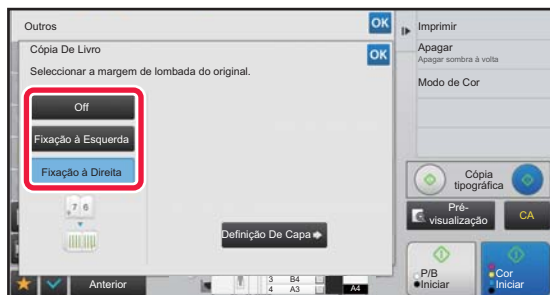 Outros
OK
Cópia De Livro
OK
Seleccionar a margem de lombada do original.
Off
Fixação à Esquerda
Fixação à Direita
7 6
Definição De Capa
Anterior
3 B4
4 A3
A4
Imprimir
Apagar
Apagar sombra à volta
Modo de Cor
Cópia
tipográfica
Pré-
visualização
CA
P/B
Iniciar
Cor
Iniciar